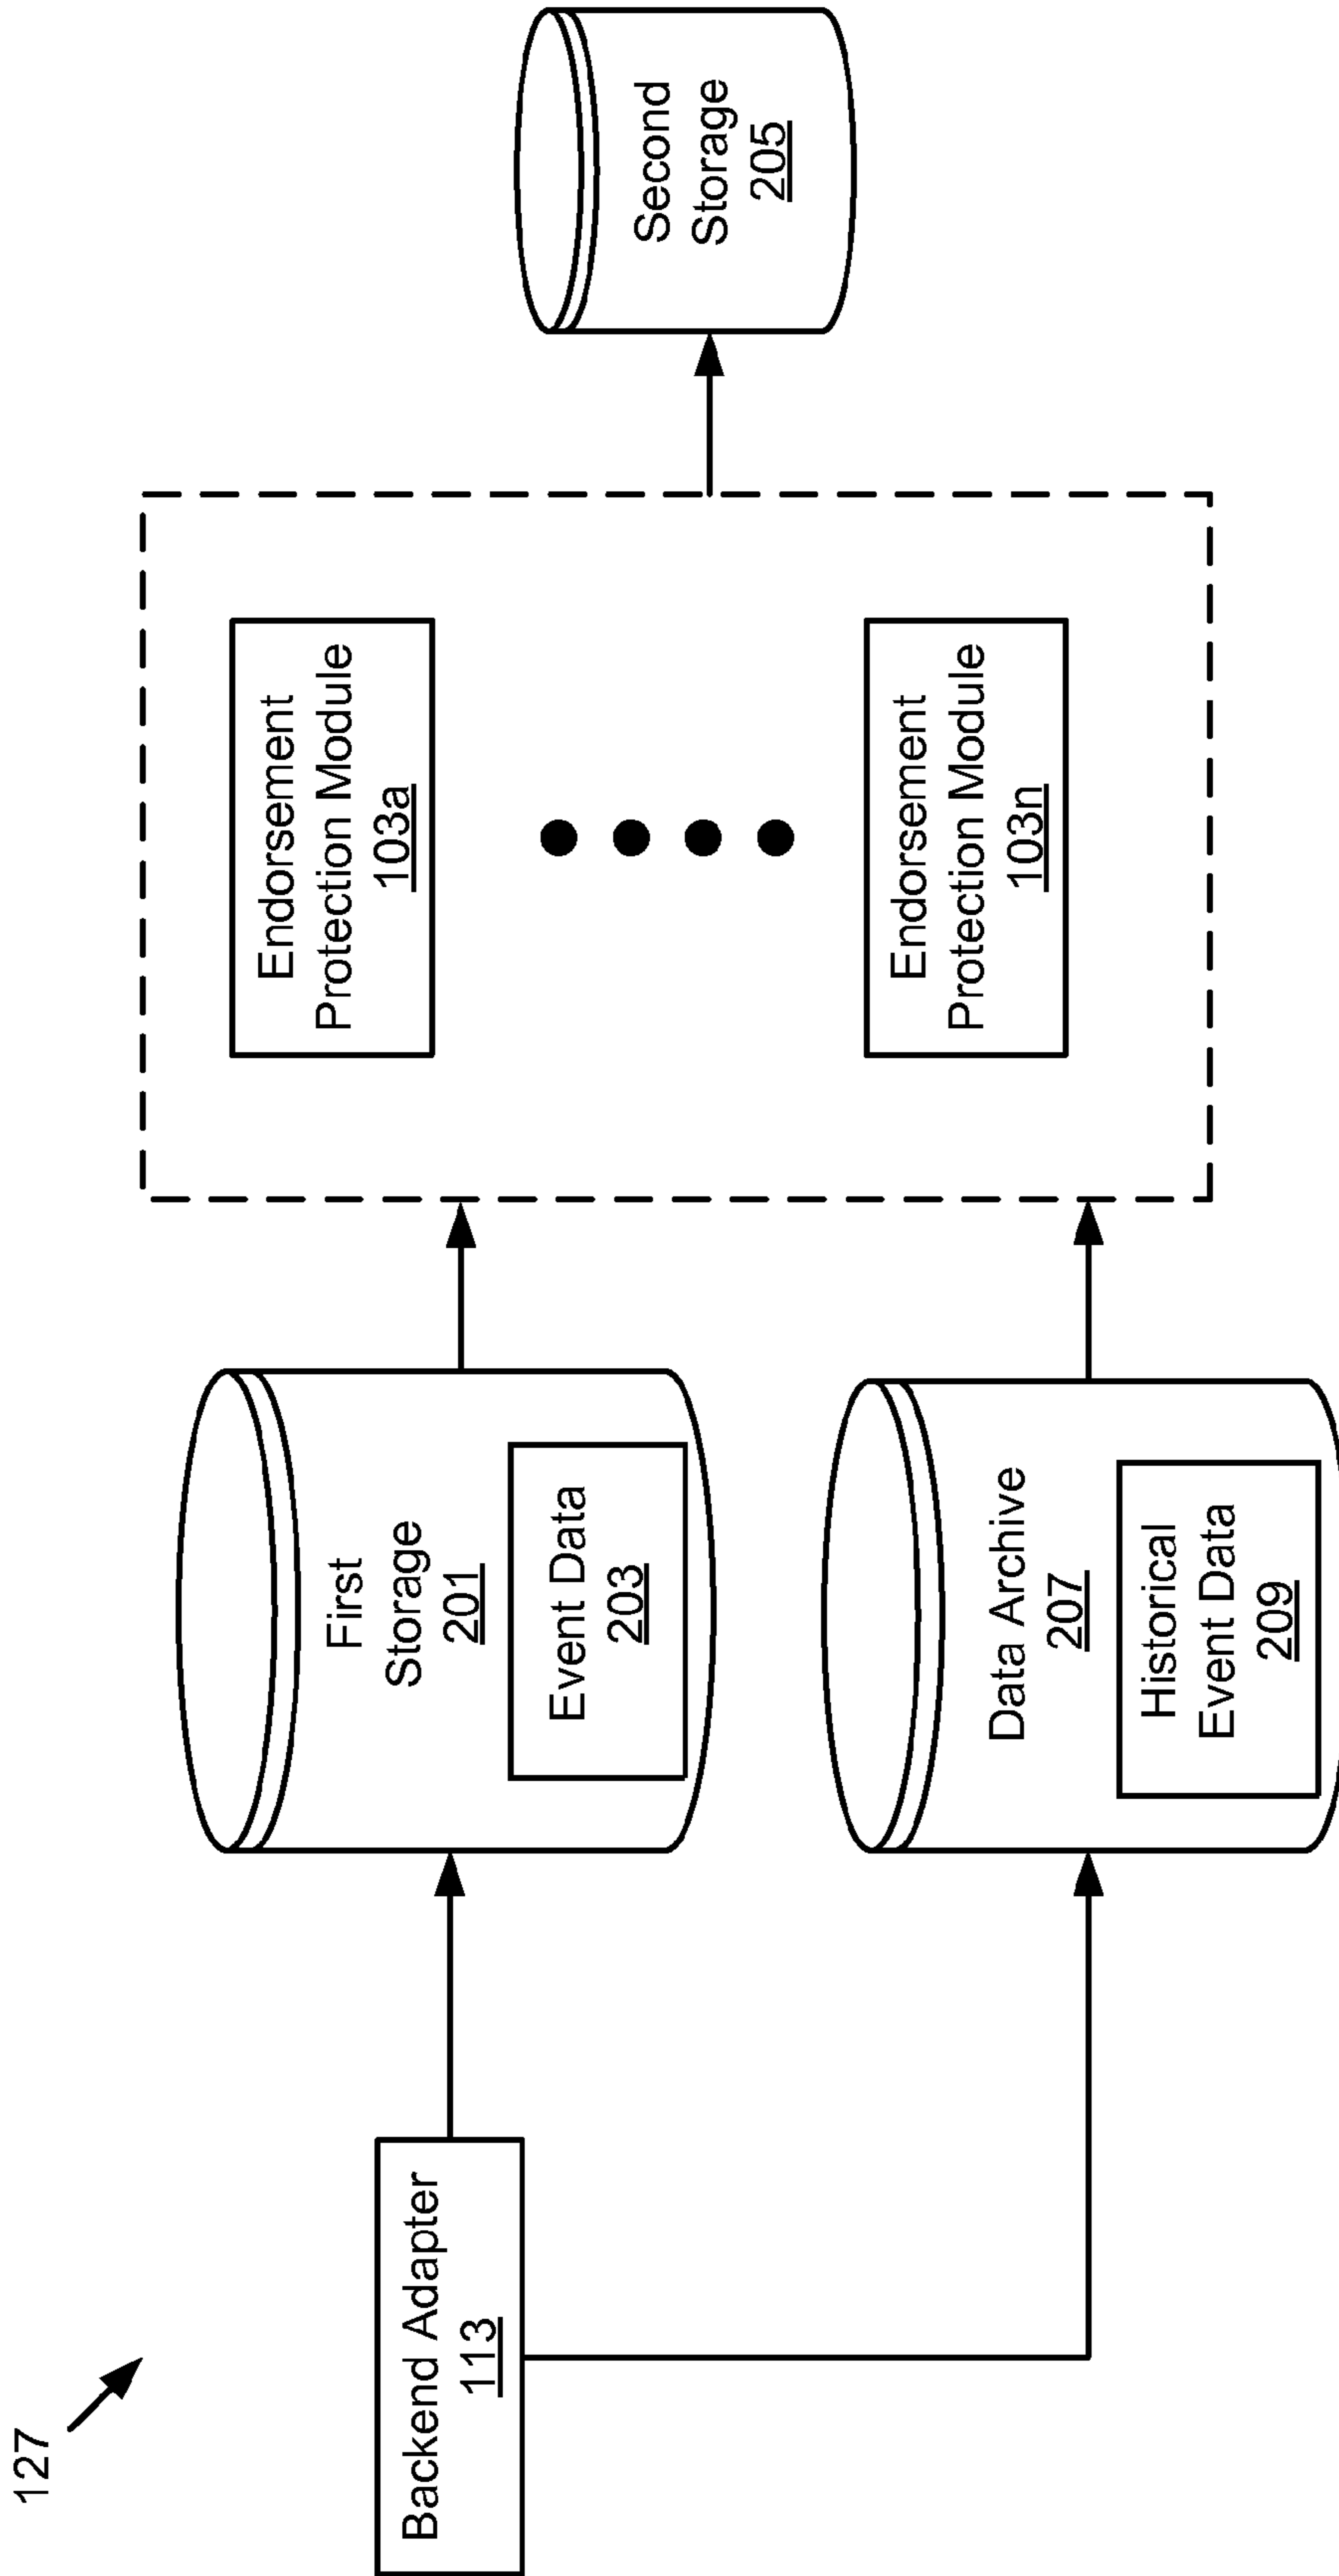 127
Backend Adapter
113
First
Storage
201
Event Data
203
Data Archive
207
Historical
Event Data
209
Endorsement
Protection Module
103a
Endorsement
Protection Module
103n
Second
Storage
205